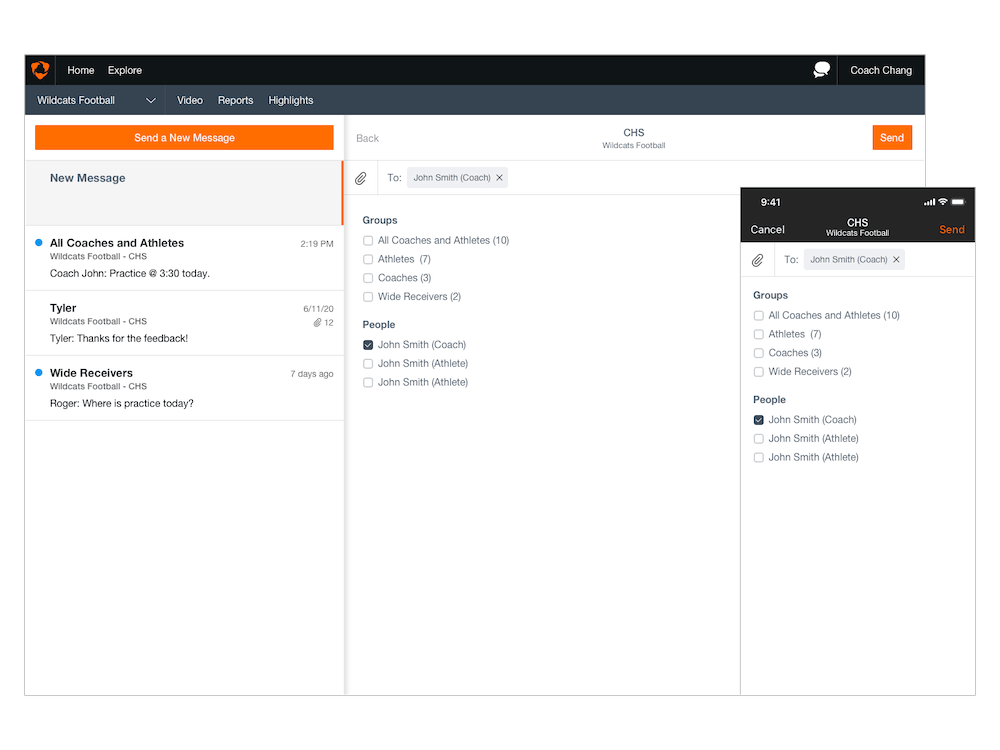 Home Explore Coach Chang
Wildcats Football Video Reports Highlights
Send a New Message
New Message
All Coaches and Athletes 2:19 PM
Wildcats Football - CHS
Coach John: Practice @ 3:30 today.
Tyler 6/11/20
Wildcats Football - CHS 12
Tyler: Thanks for the feedback!
Wide Receivers 7 days ago
Wildcats Football - CHS
Roger: Where is practice today?
Back CHS Send
Wildcats Football
To: John Smith (Coach)
Groups
All Coaches and Athletes (10)
Athletes (7)
Coaches (3)
Wide Receivers (2)
People
John Smith (Coach)
John Smith (Athlete)
John Smith (Athlete)
9:41
Cancel CHS Send
Wildcats Football
To: John Smith (Coach)
Groups
All Coaches and Athletes (10)
Athletes (7)
Coaches (3)
Wide Receivers (2)
People
John Smith (Coach)
John Smith (Athlete)
John Smith (Athlete)